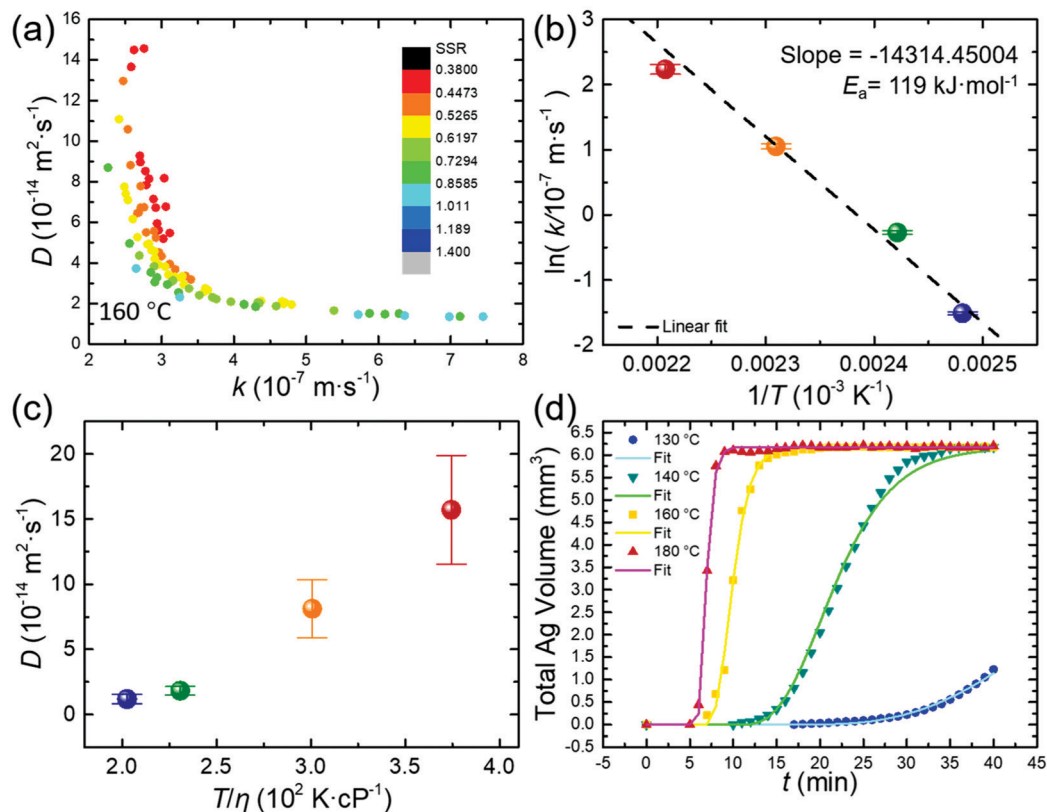 (a)
D (10⁻¹⁴ m²·s⁻¹)
16
14
12
10
8
6
4
2
0
SSR
0.3800
0.4473
0.5265
0.6197
0.7294
0.8585
1.011
1.189
1.400
160 °C
2 3 4 5 6 7 8
k (10⁻⁷ m·s⁻¹)
(b)
ln( k/10⁻⁷ m·s⁻¹)
3
2
1
0
-1
-2
Slope = -14314.45004
Eₐ= 119 kJ·mol⁻¹
Linear fit
0.0022 0.0023 0.0024 0.0025
1/T (10⁻³ K⁻¹)
(c)
D (10⁻¹⁴ m²·s⁻¹)
20
15
10
5
0
2.0 2.5 3.0 3.5 4.0
T/η (10² K·cP⁻¹)
(d)
Total Ag Volume (mm³)
6.5
6.0
5.5
5.0
4.5
4.0
3.5
3.0
2.5
2.0
1.5
1.0
0.5
0.0
-0.5
130 °C
Fit
140 °C
Fit
160 °C
Fit
180 °C
Fit
-5 0 5 10 15 20 25 30 35 40 45
t (min)